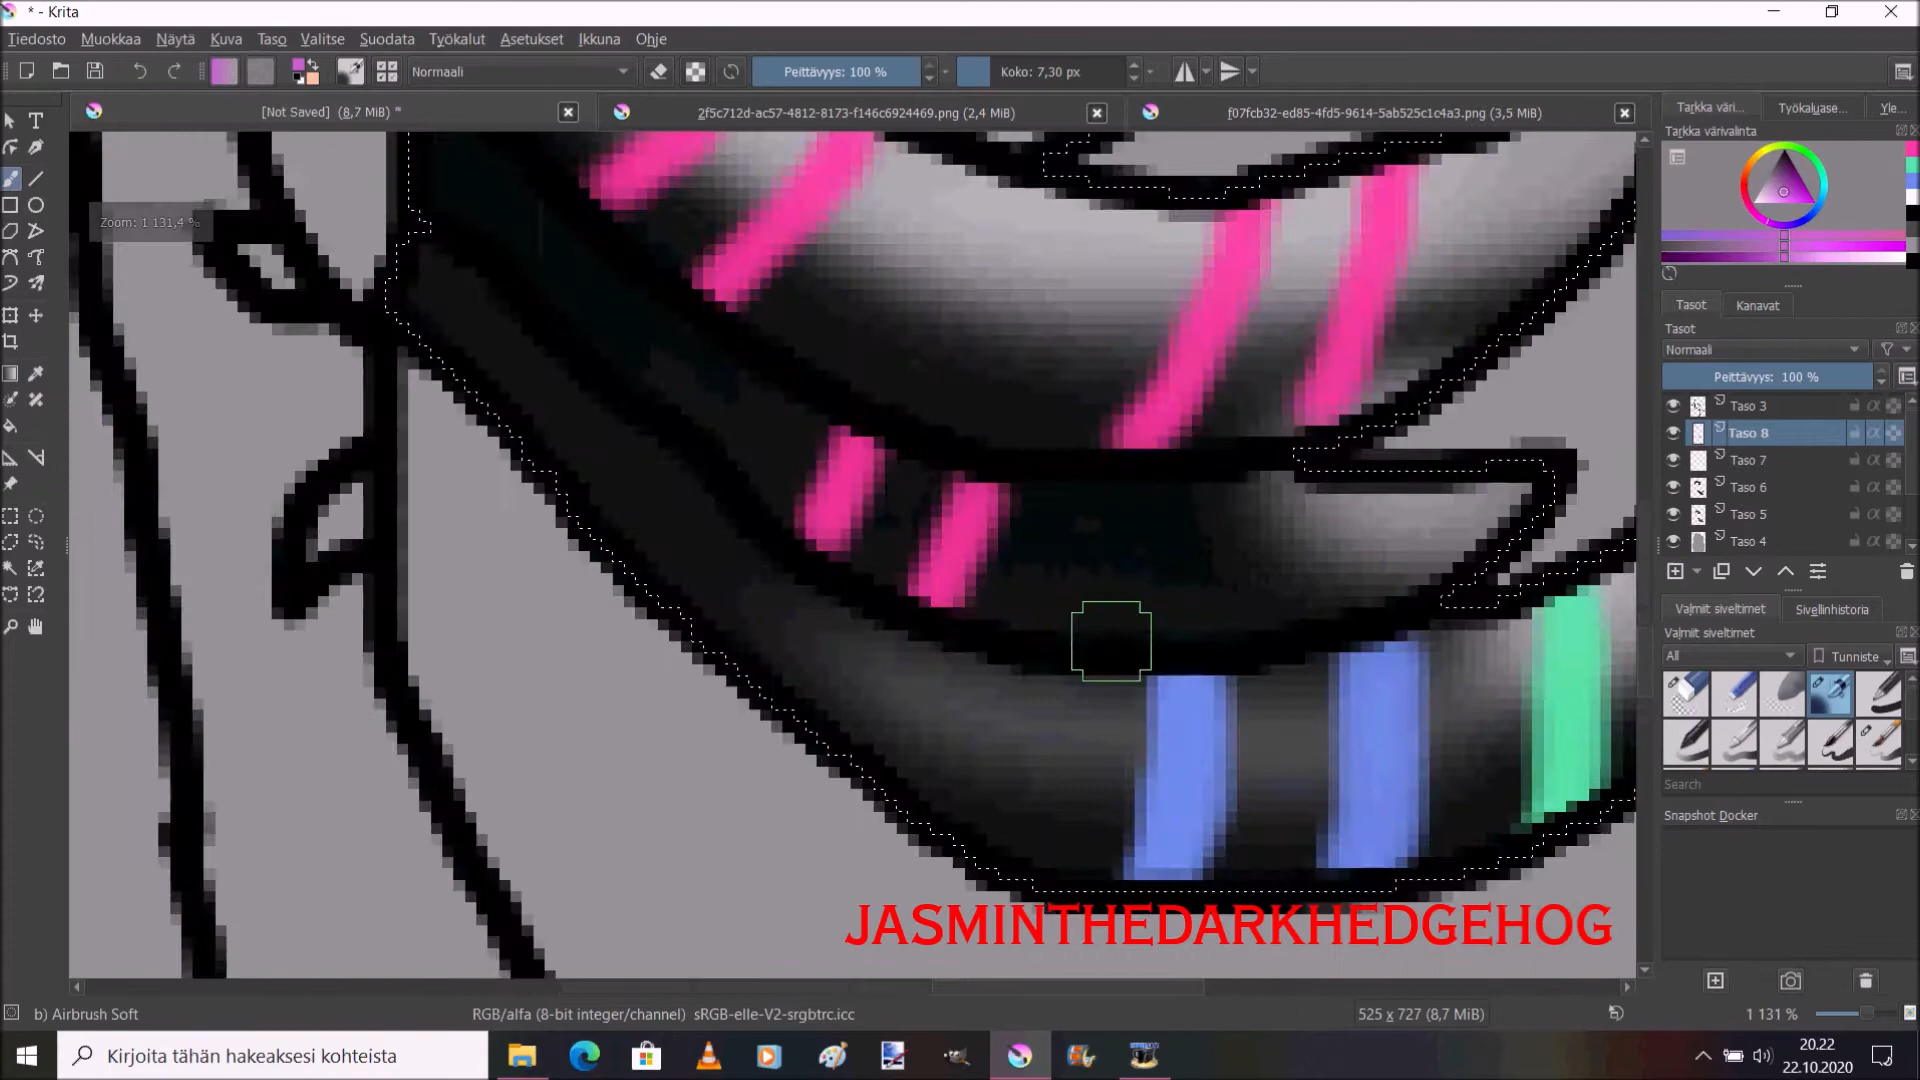 * - Krita
Tiedosto Muokkaa Näytä Kuva Taso Valitse Suodata Työkalut Asetukset Ikkuna Ohje
Normaali Peittävyys: 100 % Koko: 7,30 px
[Not Saved] (8,7 MiB) * 2f5c712d-ac57-4812-8173-f146c6924469.png (2,4 MiB) f07fcb32-ed85-4fd5-9614-5ab525c1c4a3.png (3,5 MiB)
Tarkka väri... Työkaluase... Yle...
Tarkka värivalinta
Zoom: 1 131,4 %
Tasot Kanavat
Tasot
Normaali
Peittävyys: 100 %
Taso 3
Taso 8
Taso 7
Taso 6
Taso 5
Taso 4
Valmiit siveltimet Sivellinhistoria
Valmiit siveltimet
All Tunniste
Search
Snapshot Docker
JASMINTHEDARKHEDGEHOG
b) Airbrush Soft RGB/alfa (8-bit integer/channel) sRGB-elle-V2-srgbtrc.icc 525 x 727 (8,7 MiB) 1 131 %
Kirjoita tähän hakeaksesi kohteista
20.22
22.10.2020